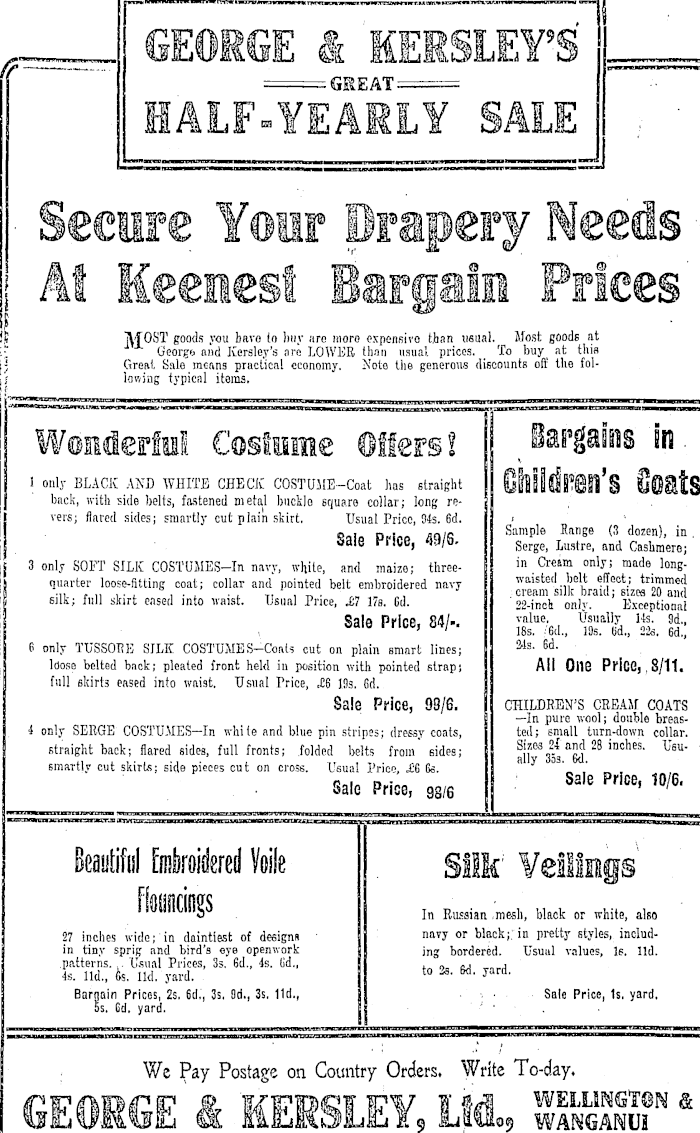 GEORGE & KERSLEY'S
GREAT
HALF-YEARLY SALE
Secure Your Drapery Needs
At Keenest Bargain Prices
MOST goods you have to buy are more expensive than usual. Most goods at
George and Kersley's are LOWER than usual prices. To buy at this
Great Sale means practical economy. Note the generous discounts off the fol-
lowing typical items.
Wonderful Costume Offers!
1 only BLACK AND WHITE CHECK COSTUME—Coat has straight
back, with side belts, fastened metal buckle square collar; long re-
vers; flared sides; smartly cut plain skirt. Usual Price, 94s. 6d.
Sale Price, 49/6.
3 only SOFT SILK COSTUMES—In navy, white, and maize; three-
quarter loose-fitting coat; collar and pointed belt embroidered navy
silk; full skirt eased into waist. Usual Price, £7 17s. 6d.
Sale Price, 84/-.
6 only TUSSORE SILK COSTUMES—Coats cut on plain smart lines;
loose belted back; pleated front held in position with pointed strap;
full skirts eased into waist. Usual Price, £6 19s. 6d.
Sale Price, 99/6.
4 only SERGE COSTUMES—In white and blue pin stripes; dressy coats,
straight back; flared sides, full fronts; folded belts from sides;
smartly cut skirts; side pieces cut on cross. Usual Price, £6 6s.
Sale Price, 98/6
Bargains in
Children's Coats
Sample Range (3 dozen), in
Serge, Lustre, and Cashmere;
in Cream only; made long-
waisted belt effect; trimmed
cream silk braid; sizes 20 and
22-inch only. Exceptional
value. Usually 14s. 9d.,
18s. 6d., 19s. 6d., 22s. 6d.,
24s. 6d.
All One Price, 8/11.
CHILDREN'S CREAM COATS
—In pure wool; double breas-
ted; small turn-down collar.
Sizes 24 and 28 inches. Usu-
ally 35s. 6d.
Sale Price, 10/6.
Beautiful Embroidered Voile
Flouncings
27 inches wide; in daintiest of designs
in tiny sprig and bird's eye openwork
patterns. Usual Prices, 3s. 6d., 4s. 6d.,
4s. 11d., 6s. 11d. yard.
Bargain Prices, 2s. 6d., 3s. 9d., 3s. 11d.,
5s. 6d. yard.
Silk Veilings
In Russian mesh, black or white, also
navy or black; in pretty styles, includ-
ing bordered. Usual values, 1s. 11d.
to 2s. 6d. yard.
Sale Price, 1s. yard.
We Pay Postage on Country Orders. Write To-day.
GEORGE & KERSLEY, Ltd., WELLINGTON &
WANGANUI